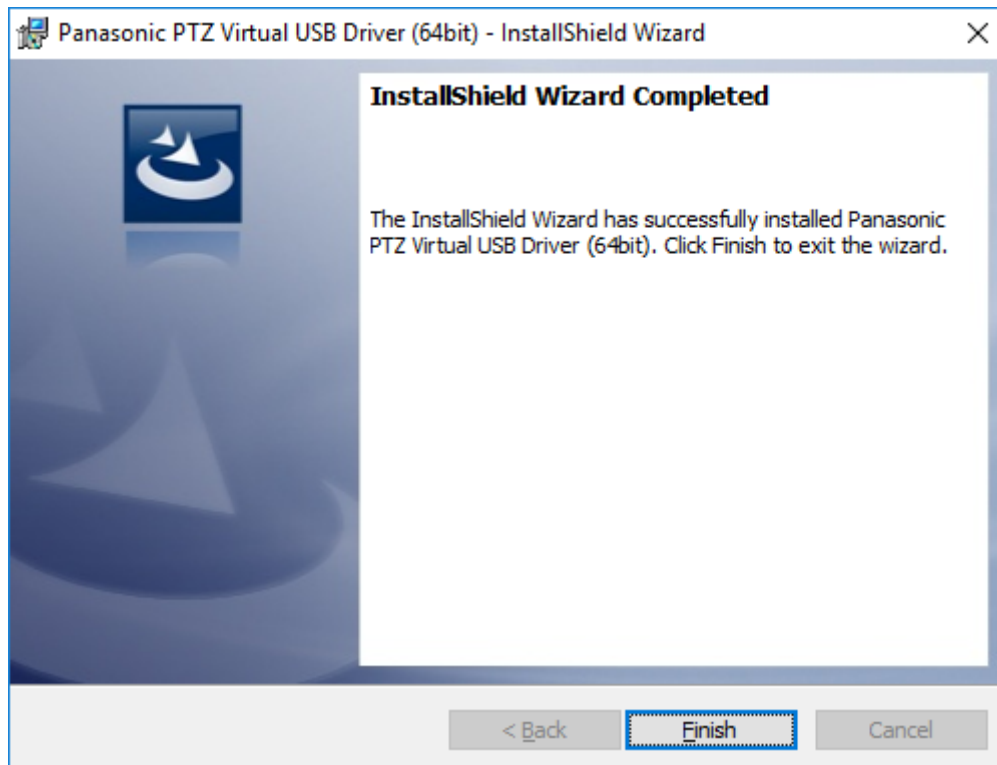 Panasonic PTZ Virtual USB Driver (64bit) - InstallShield Wizard
InstallShield Wizard Completed
The InstallShield Wizard has successfully installed Panasonic
PTZ Virtual USB Driver (64bit). Click Finish to exit the wizard.
< Back
Finish
Cancel